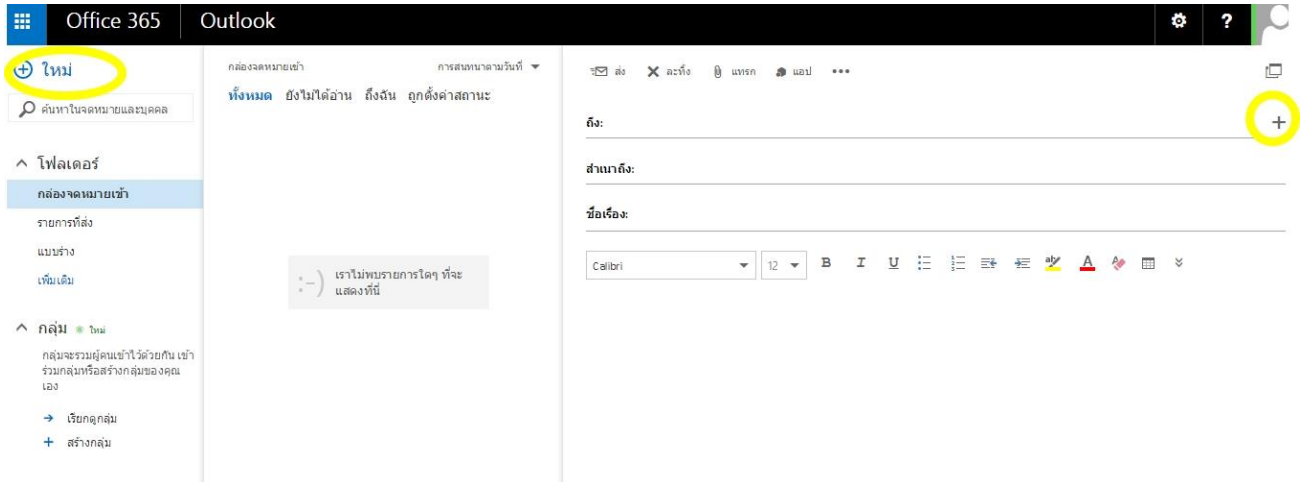 Office 365
Outlook
?
ใหม่
ค้นหาในจดหมายและบุคคล
โฟลเดอร์
กล่องจดหมายเข้า
รายการที่ส่ง
แบบร่าง
เพิ่มเติม
กลุ่ม ใหม่
กลุ่มจะรวมผู้คนเข้าไว้ด้วยกัน เข้า
ร่วมกลุ่มหรือสร้างกลุ่มของคุณ
เอง
เรียกดูกลุ่ม
สร้างกลุ่ม
กล่องจดหมายเข้า การสนทนาตามวันที่
ทั้งหมด ยังไม่ได้อ่าน ถึงฉัน ถูกตั้งค่าสถานะ
:-)
เราไม่พบรายการใดๆ ที่จะ
แสดงที่นี่
ส่ง ละทิ้ง แทรก แอป •••
ถึง:
สำเนาถึง:
ชื่อเรื่อง:
Calibri 12 B I U